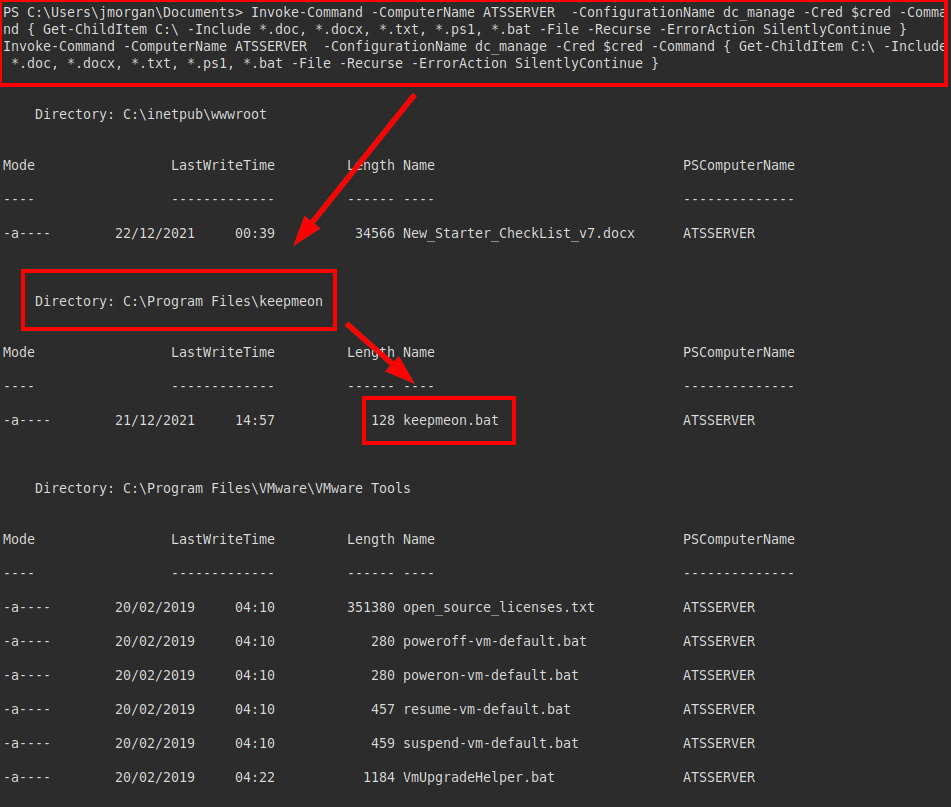 PS C:\Users\jmorgan\Documents> Invoke-Command -ComputerName ATSSERVER  -ConfigurationName dc_manage -Cred $cred -Comma
nd { Get-ChildItem C:\ -Include *.doc, *.docx, *.txt, *.ps1, *.bat -File -Recurse -ErrorAction SilentlyContinue }
Invoke-Command -ComputerName ATSSERVER  -ConfigurationName dc_manage -Cred $cred -Command { Get-ChildItem C:\ -Include
 *.doc, *.docx, *.txt, *.ps1, *.bat -File -Recurse -ErrorAction SilentlyContinue }
    Directory: C:\inetpub\wwwroot
Mode                 LastWriteTime         Length Name                               PSComputerName
----                 -------------         ------ ----                               --------------
-a----        22/12/2021     00:39          34566 New_Starter_CheckList_v7.docx      ATSSERVER
    Directory: C:\Program Files\keepmeon
Mode                 LastWriteTime         Length Name                               PSComputerName
----                 -------------         ------ ----                               --------------
-a----        21/12/2021     14:57            128 keepmeon.bat                       ATSSERVER
    Directory: C:\Program Files\VMware\VMware Tools
Mode                 LastWriteTime         Length Name                               PSComputerName
----                 -------------         ------ ----                               --------------
-a----        20/02/2019     04:10         351380 open_source_licenses.txt           ATSSERVER
-a----        20/02/2019     04:10            280 poweroff-vm-default.bat            ATSSERVER
-a----        20/02/2019     04:10            280 poweron-vm-default.bat             ATSSERVER
-a----        20/02/2019     04:10            457 resume-vm-default.bat              ATSSERVER
-a----        20/02/2019     04:10            459 suspend-vm-default.bat             ATSSERVER
-a----        20/02/2019     04:22           1184 VmUpgradeHelper.bat                ATSSERVER